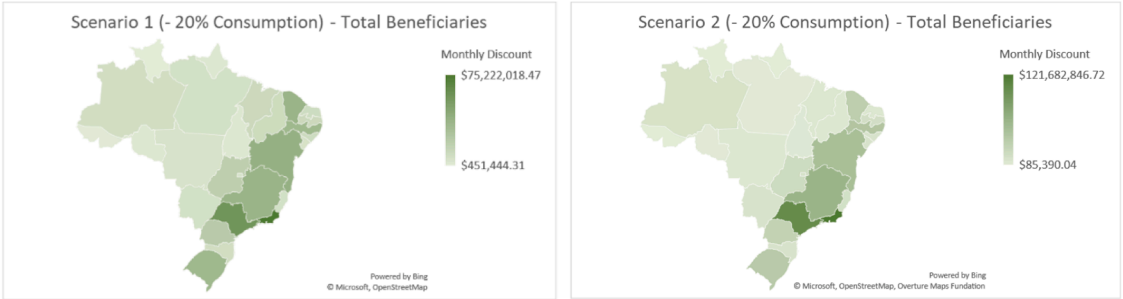 Scenario 1 (- 20% Consumption) - Total Beneficiaries
Monthly Discount
$75,222,018.47
$451,444.31
Powered by Bing
© Microsoft, OpenStreetMap
Scenario 2 (- 20% Consumption) - Total Beneficiaries
Monthly Discount
$121,682,846.72
$85,390.04
Powered by Bing
© Microsoft, OpenStreetMap, Overture Maps Fundation